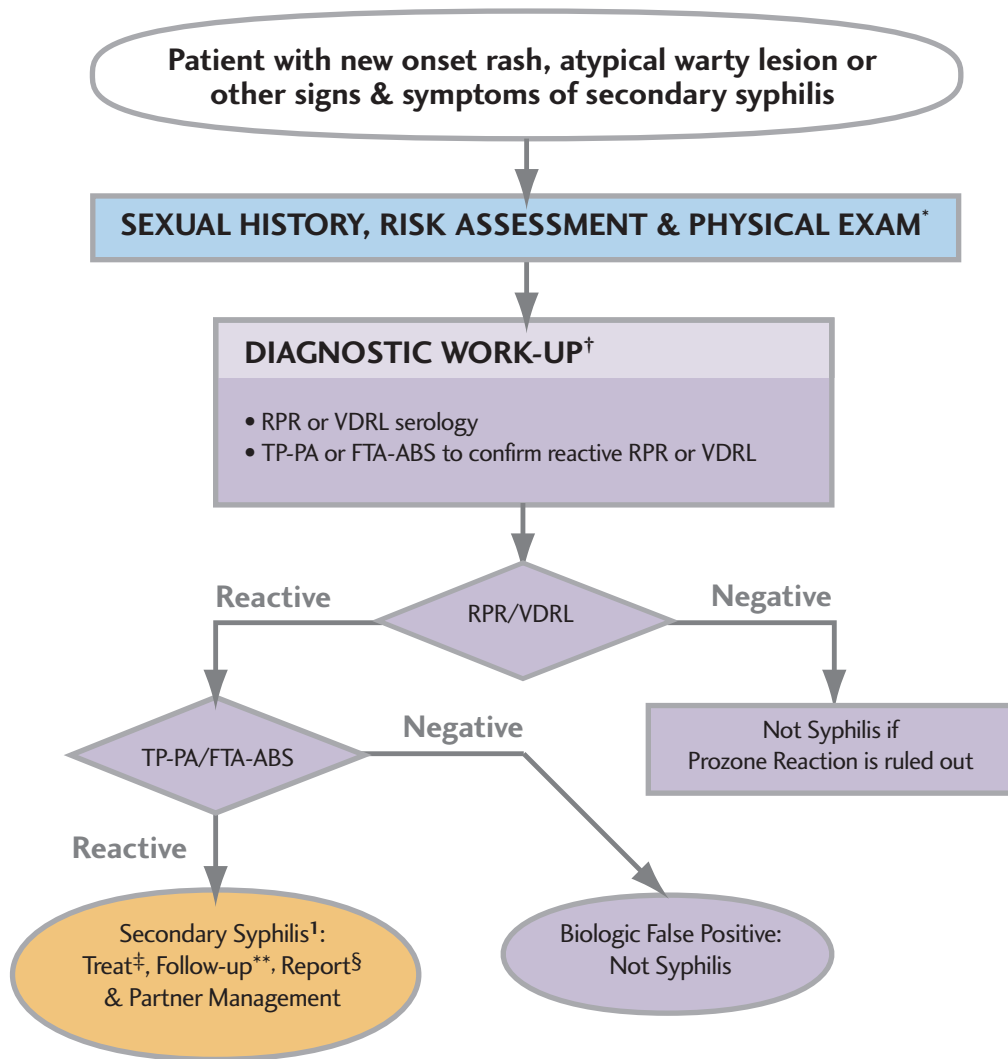 Patient with new onset rash, atypical warty lesion or
other signs & symptoms of secondary syphilis
SEXUAL HISTORY, RISK ASSESSMENT & PHYSICAL EXAM*
DIAGNOSTIC WORK-UP†
• RPR or VDRL serology
• TP-PA or FTA-ABS to confirm reactive RPR or VDRL
Reactive
RPR/VDRL
Negative
TP-PA/FTA-ABS
Negative
Not Syphilis if
Prozone Reaction is ruled out
Reactive
Secondary Syphilis¹:
Treat‡, Follow-up**, Report§
& Partner Management
Biologic False Positive:
Not Syphilis